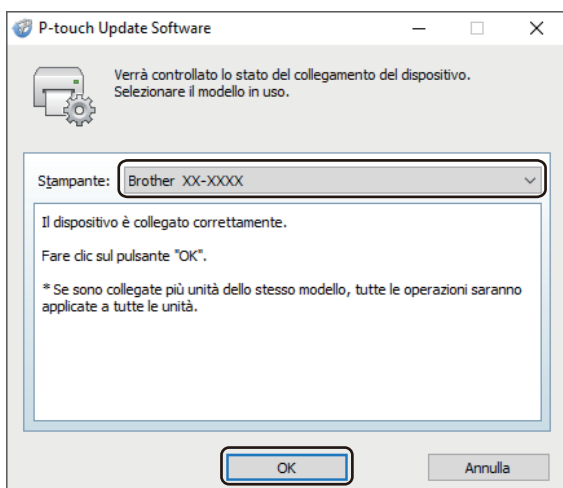 P-touch Update Software
Verrà controllato lo stato del collegamento del dispositivo.
Selezionare il modello in uso.
Stampante: Brother XX-XXXX
Il dispositivo è collegato correttamente.
Fare clic sul pulsante "OK".
* Se sono collegate più unità dello stesso modello, tutte le operazioni saranno
applicate a tutte le unità.
OK Annulla